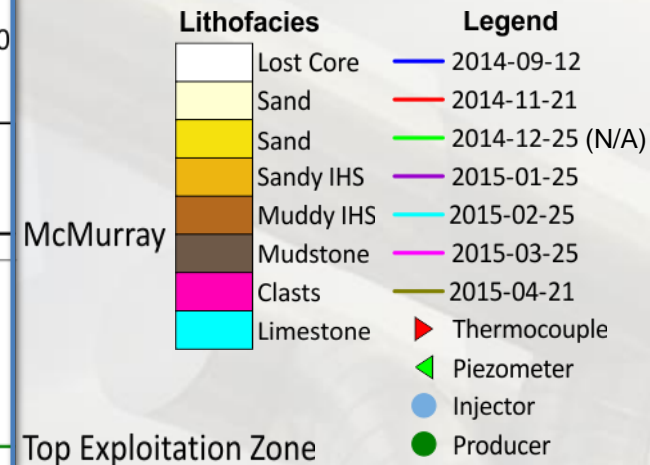 0
McMurray
Top Exploitation Zone
Lithofacies
Lost Core
Sand
Sand
Sandy IHS
Muddy IHS
Mudstone
Clasts
Limestone
Legend
2014-09-12
2014-11-21
2014-12-25 (N/A)
2015-01-25
2015-02-25
2015-03-25
2015-04-21
Thermocouple
Piezometer
Injector
Producer